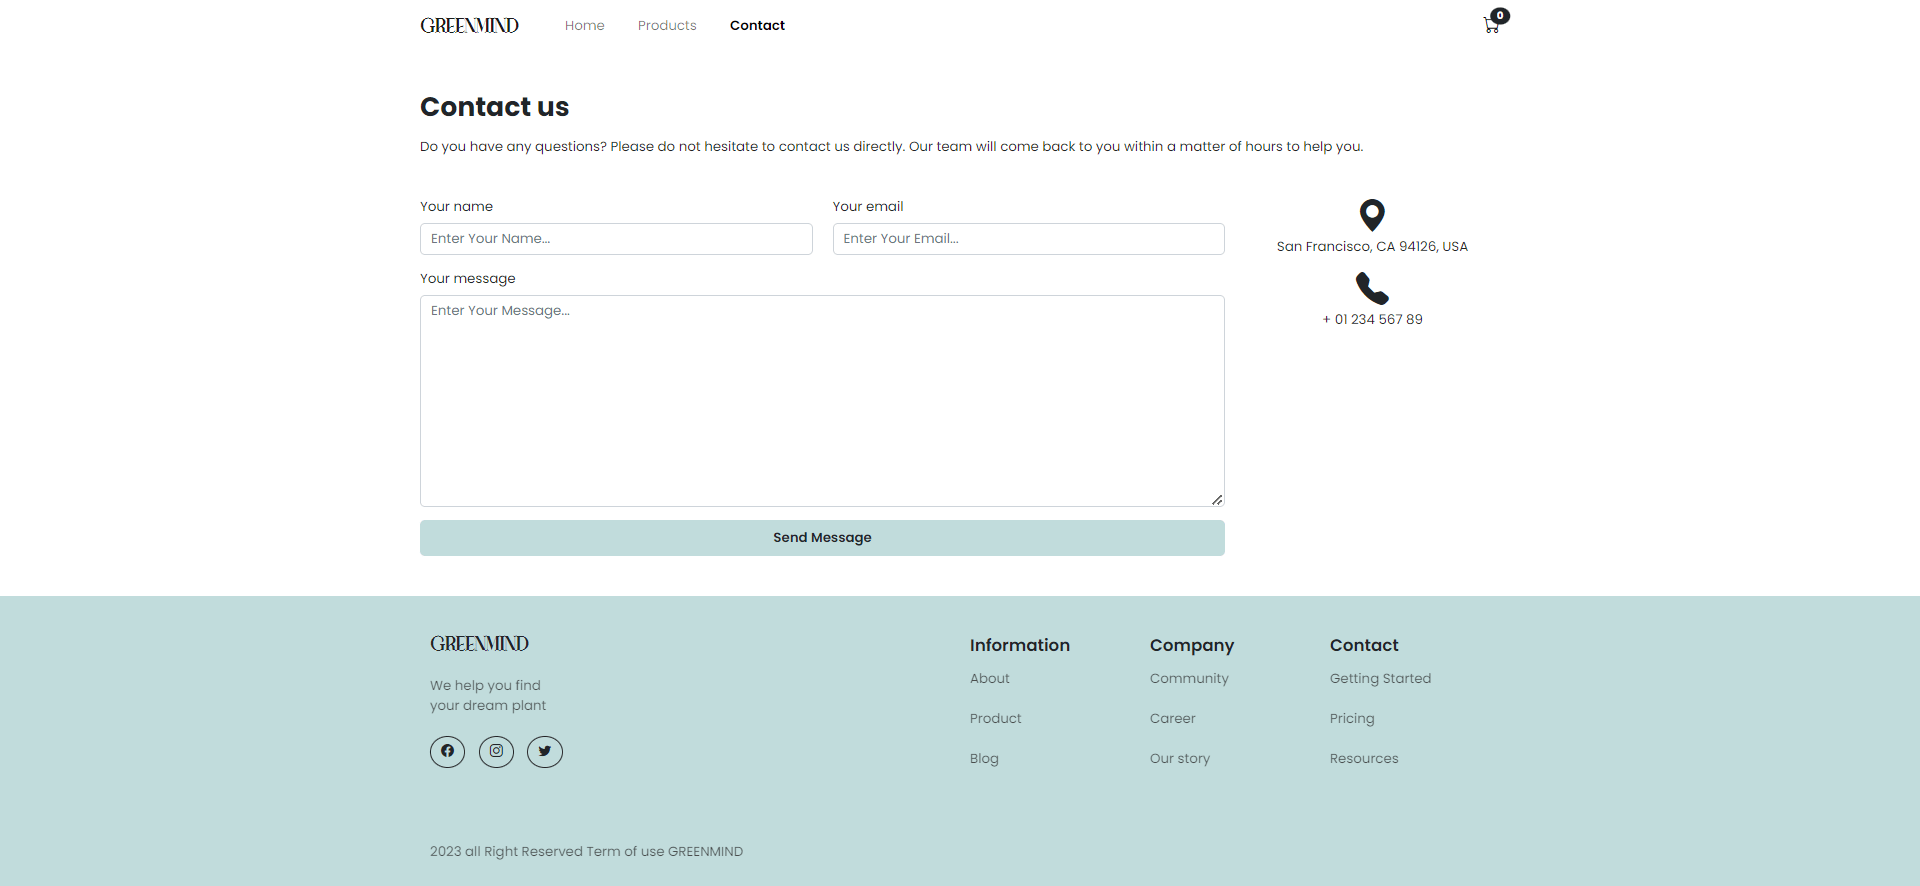 GREENMIND Home Products Contact 0
Contact us
Do you have any questions? Please do not hesitate to contact us directly. Our team will come back to you within a matter of hours to help you.
Your name
Enter Your Name...
Your email
Enter Your Email...
Your message
Enter Your Message...
Send Message
San Francisco, CA 94126, USA
+ 01 234 567 89
GREENMIND
We help you find
your dream plant
Information
About
Product
Blog
Company
Community
Career
Our story
Contact
Getting Started
Pricing
Resources
2023 all Right Reserved Term of use GREENMIND